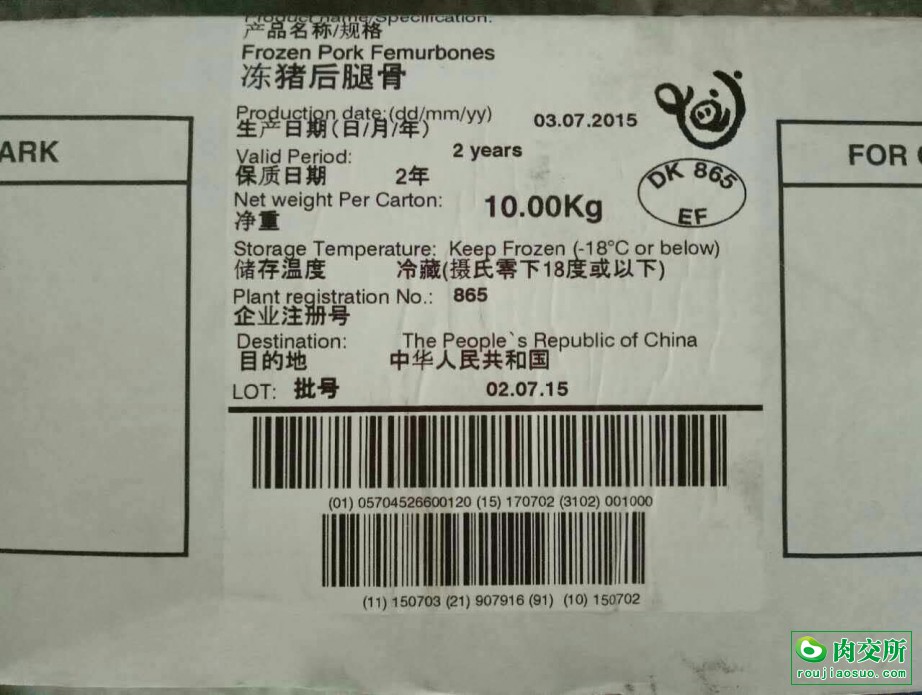 Product name/Specification:
产品名称/规格
Frozen Pork Femurbones
冻猪后腿骨
Production date:(dd/mm/yy) 03.07.2015
生产日期(日/月/年)
Valid Period: 2 years
保质日期 2年
Net weight Per Carton: 10.00Kg
净重
DK 865
EF
Storage Temperature: Keep Frozen (-18°C or below)
储存温度 冷藏(摄氏零下18度或以下)
Plant registration No.: 865
企业注册号
Destination: The People`s Republic of China
目的地 中华人民共和国
LOT: 批号 02.07.15
(01) 05704526600120 (15) 170702 (3102) 001000
(11) 150703 (21) 907916 (91) (10) 150702
ARK
FOR
肉交所
roujiaosuo.com